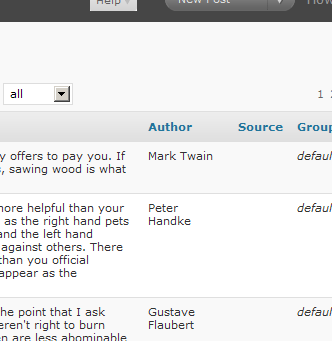 Help New Post
all
1
Author Source Group
y offers to pay you. If Mark Twain defaul
s, sawing wood is what
more helpful than your Peter defaul
as the right hand pets Handke
and the left hand
against others. There
than you official
appear as the
the point that I ask Gustave defaul
eren't right to burn Flaubert
en are less abominable